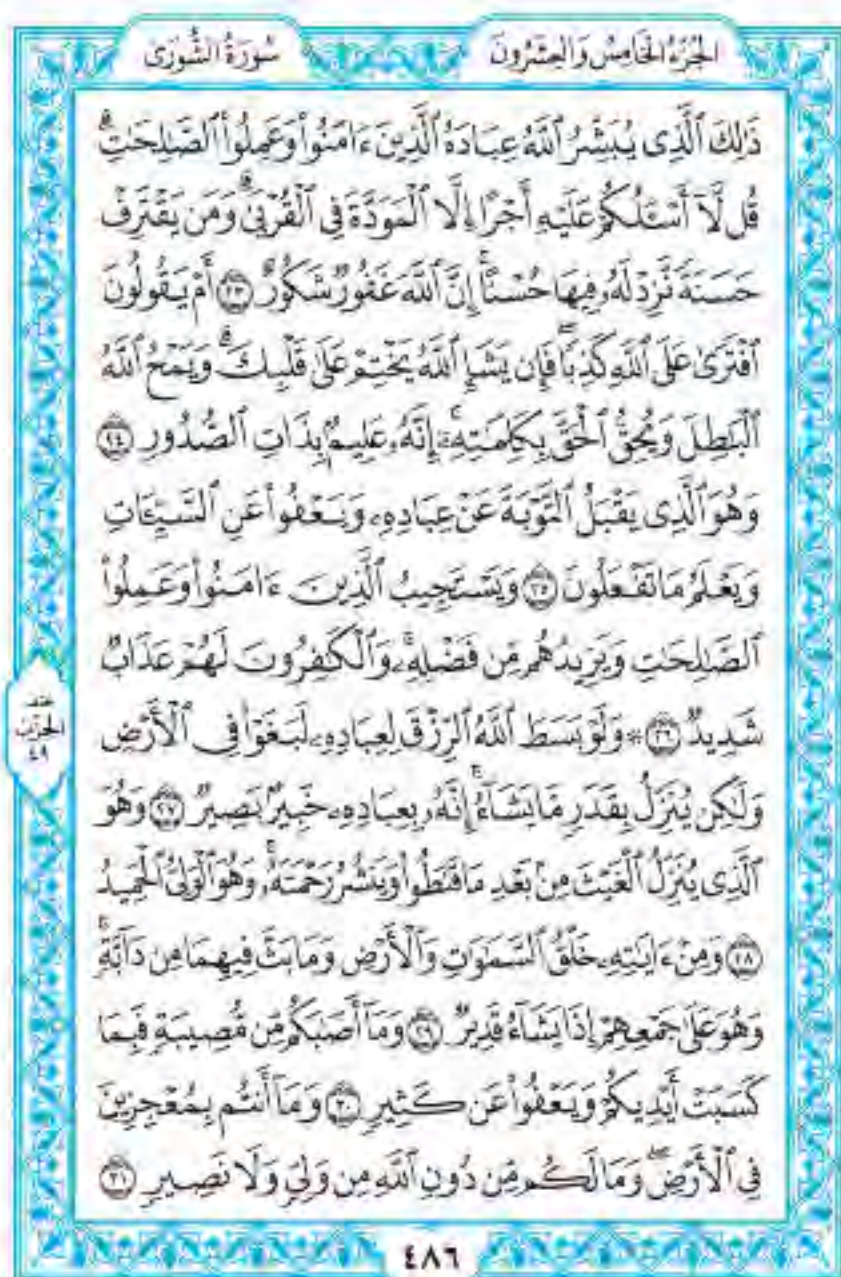 الجُزْءُ الخَامِسُ وَالعِشْرُونَ
سُورَةُ الشُّورَىٰ
ذَٰلِكَ ٱلَّذِى يُبَشِّرُ ٱللَّهُ عِبَادَهُ ٱلَّذِينَ ءَامَنُوا۟ وَعَمِلُوا۟ ٱلصَّـٰلِحَـٰتِ ۗ
قُل لَّآ أَسْـَٔلُكُمْ عَلَيْهِ أَجْرًا إِلَّا ٱلْمَوَدَّةَ فِى ٱلْقُرْبَىٰ ۗ وَمَن يَقْتَرِفْ
حَسَنَةً نَّزِدْ لَهُۥ فِيهَا حُسْنًا ۚ إِنَّ ٱللَّهَ غَفُورٌ شَكُورٌ ٢٣ أَمْ يَقُولُونَ
ٱفْتَرَىٰ عَلَى ٱللَّهِ كَذِبًا ۖ فَإِن يَشَإِ ٱللَّهُ يَخْتِمْ عَلَىٰ قَلْبِكَ ۗ وَيَمْحُ ٱللَّهُ
ٱلْبَـٰطِلَ وَيُحِقُّ ٱلْحَقَّ بِكَلِمَـٰتِهِۦٓ ۚ إِنَّهُۥ عَلِيمٌۢ بِذَاتِ ٱلصُّدُورِ ٢٤
وَهُوَ ٱلَّذِى يَقْبَلُ ٱلتَّوْبَةَ عَنْ عِبَادِهِۦ وَيَعْفُوا۟ عَنِ ٱلسَّيِّـَٔاتِ
وَيَعْلَمُ مَا تَفْعَلُونَ ٢٥ وَيَسْتَجِيبُ ٱلَّذِينَ ءَامَنُوا۟ وَعَمِلُوا۟
ٱلصَّـٰلِحَـٰتِ وَيَزِيدُهُم مِّن فَضْلِهِۦ ۚ وَٱلْكَـٰفِرُونَ لَهُمْ عَذَابٌ
شَدِيدٌ ٢٦ ۞ وَلَوْ بَسَطَ ٱللَّهُ ٱلرِّزْقَ لِعِبَادِهِۦ لَبَغَوْا۟ فِى ٱلْأَرْضِ
وَلَـٰكِن يُنَزِّلُ بِقَدَرٍ مَّا يَشَآءُ ۚ إِنَّهُۥ بِعِبَادِهِۦ خَبِيرٌۢ بَصِيرٌ ٢٧ وَهُوَ
ٱلَّذِى يُنَزِّلُ ٱلْغَيْثَ مِنۢ بَعْدِ مَا قَنَطُوا۟ وَيَنشُرُ رَحْمَتَهُۥ ۚ وَهُوَ ٱلْوَلِىُّ ٱلْحَمِيدُ
٢٨ وَمِنْ ءَايَـٰتِهِۦ خَلْقُ ٱلسَّمَـٰوَٰتِ وَٱلْأَرْضِ وَمَا بَثَّ فِيهِمَا مِن دَآبَّةٍ ۚ
وَهُوَ عَلَىٰ جَمْعِهِمْ إِذَا يَشَآءُ قَدِيرٌ ٢٩ وَمَآ أَصَـٰبَكُم مِّن مُّصِيبَةٍ فَبِمَا
كَسَبَتْ أَيْدِيكُمْ وَيَعْفُوا۟ عَن كَثِيرٍ ٣٠ وَمَآ أَنتُم بِمُعْجِزِينَ
فِى ٱلْأَرْضِ ۖ وَمَا لَكُم مِّن دُونِ ٱللَّهِ مِن وَلِىٍّ وَلَا نَصِيرٍ ٣١
الحِزْب
٤٩
٤٨٦